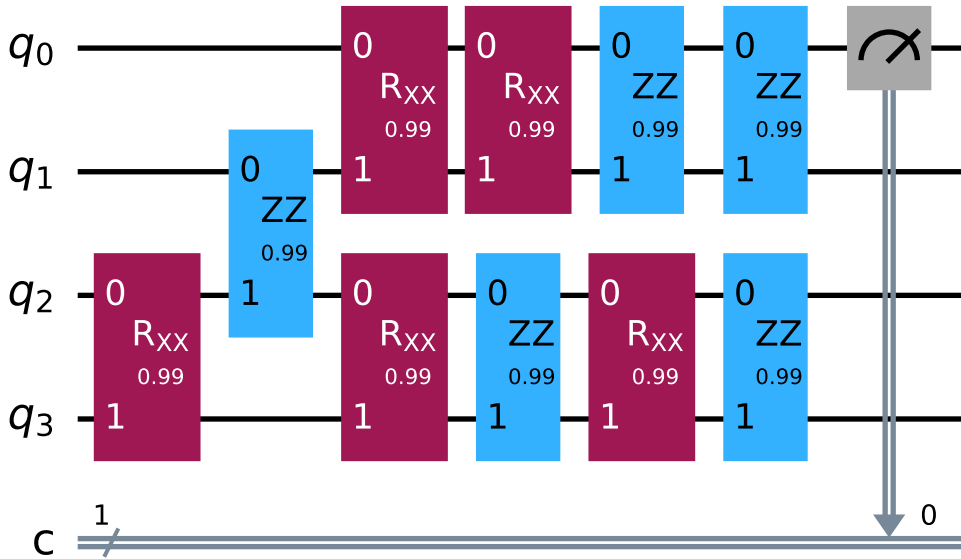 q0 0 0 0 0
RXX RXX ZZ ZZ
0.99 0.99 0.99 0.99
q1 0 1 1 1 1
ZZ
0.99
q2 0 1 0 0 0 0
RXX RXX ZZ RXX ZZ
0.99 0.99 0.99 0.99 0.99
q3 1 1 1 1 1
1 0
c